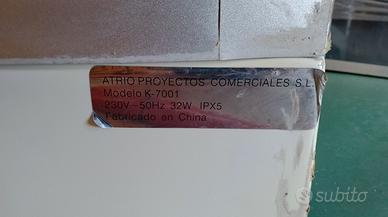 ATRIO PROYECTOS COMERCIALES S.L.
Modelo K-7001
230V-50Hz 32W IPX5
Fabricado en China
subito